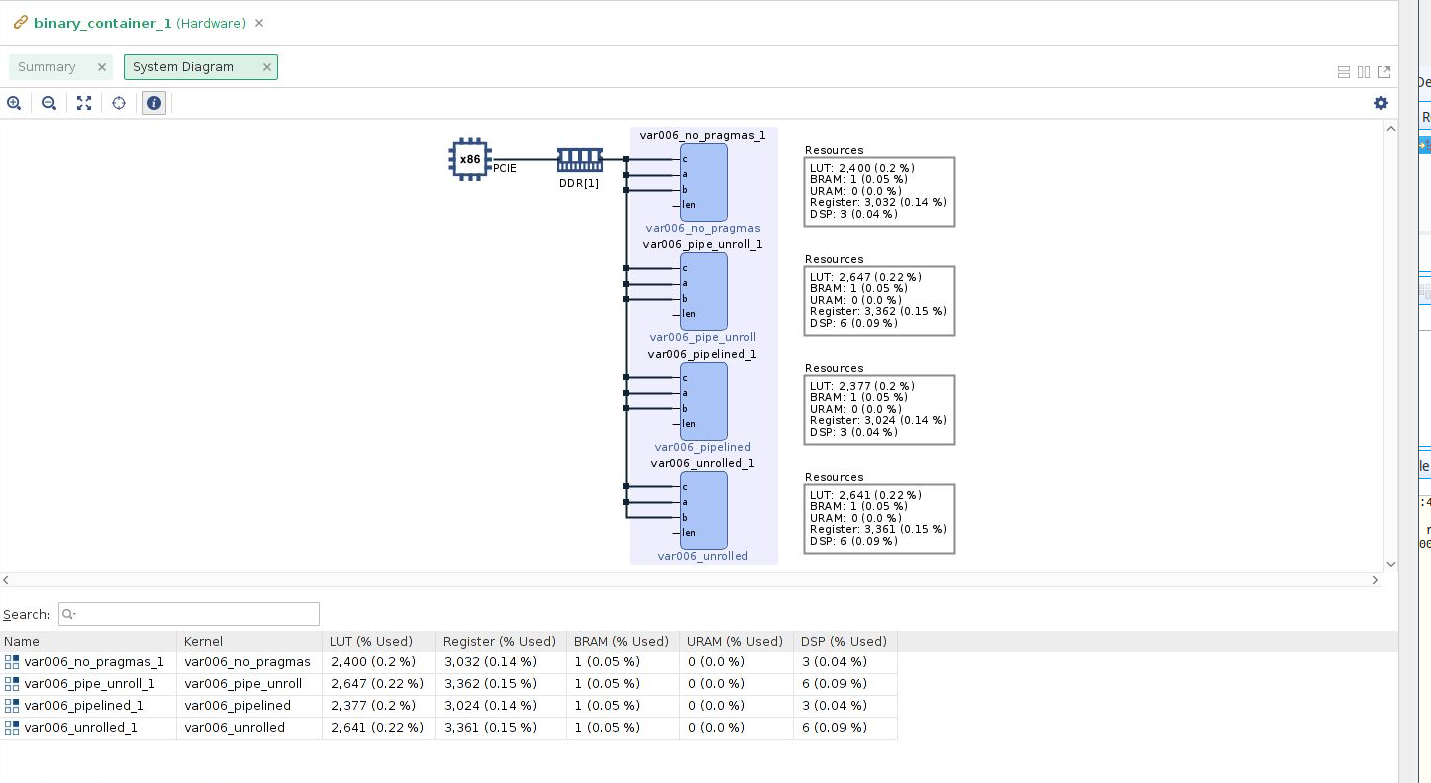 binary_container_1 (Hardware) ×
Summary × System Diagram ×
x86
PCIE
DDR[1]
var006_no_pragmas_1
c
a
b
len
var006_no_pragmas
Resources
LUT: 2,400 (0.2 %)
BRAM: 1 (0.05 %)
URAM: 0 (0.0 %)
Register: 3,032 (0.14 %)
DSP: 3 (0.04 %)
var006_pipe_unroll_1
c
a
b
len
var006_pipe_unroll
Resources
LUT: 2,647 (0.22 %)
BRAM: 1 (0.05 %)
URAM: 0 (0.0 %)
Register: 3,362 (0.15 %)
DSP: 6 (0.09 %)
var006_pipelined_1
c
a
b
len
var006_pipelined
Resources
LUT: 2,377 (0.2 %)
BRAM: 1 (0.05 %)
URAM: 0 (0.0 %)
Register: 3,024 (0.14 %)
DSP: 3 (0.04 %)
var006_unrolled_1
c
a
b
len
var006_unrolled
Resources
LUT: 2,641 (0.22 %)
BRAM: 1 (0.05 %)
URAM: 0 (0.0 %)
Register: 3,361 (0.15 %)
DSP: 6 (0.09 %)
Search:
Name Kernel LUT (% Used) Register (% Used) BRAM (% Used) URAM (% Used) DSP (% Used)
var006_no_pragmas_1 var006_no_pragmas 2,400 (0.2 %) 3,032 (0.14 %) 1 (0.05 %) 0 (0.0 %) 3 (0.04 %)
var006_pipe_unroll_1 var006_pipe_unroll 2,647 (0.22 %) 3,362 (0.15 %) 1 (0.05 %) 0 (0.0 %) 6 (0.09 %)
var006_pipelined_1 var006_pipelined 2,377 (0.2 %) 3,024 (0.14 %) 1 (0.05 %) 0 (0.0 %) 3 (0.04 %)
var006_unrolled_1 var006_unrolled 2,641 (0.22 %) 3,361 (0.15 %) 1 (0.05 %) 0 (0.0 %) 6 (0.09 %)